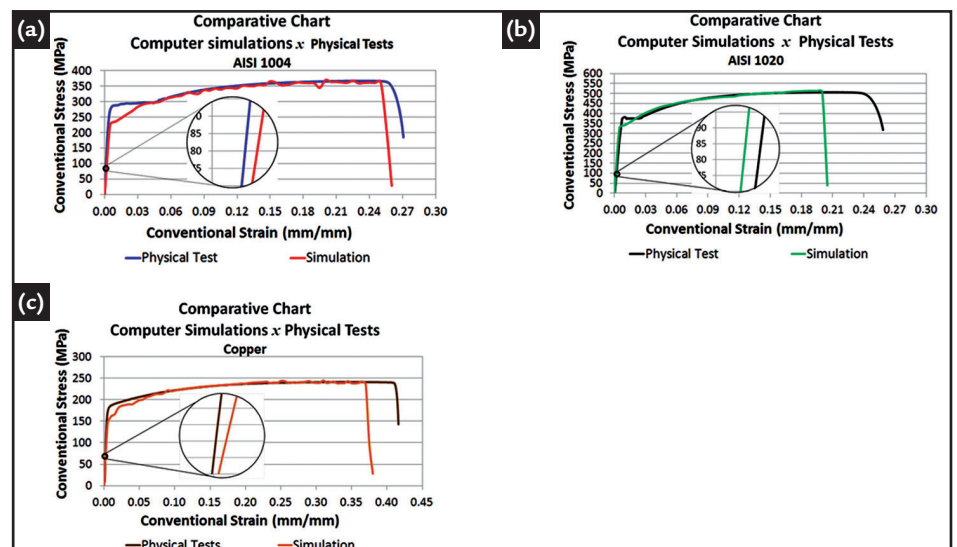 (a)
Comparative Chart
Computer simulations x Physical Tests
AISI 1004
Conventional Stress (MPa)
400
350
300
250
200
150
100
50
0
85
80
0.00 0.03 0.06 0.09 0.12 0.15 0.18 0.21 0.24 0.27 0.30
Conventional Strain (mm/mm)
Physical Test Simulation
(b)
Comparative Chart
Computer Simulations x Physical Tests
AISI 1020
Conventional Stress (MPa)
600
550
500
450
400
350
300
250
200
150
100
50
0
90
85
80
0.00 0.03 0.06 0.09 0.12 0.15 0.18 0.21 0.24 0.27 0.30
Conventional Strain (mm/mm)
Physical Test Simulation
(c)
Comparative Chart
Computer Simulations x Physical Tests
Copper
Conventional Stress (MPa)
300
250
200
150
100
50
0
0.00 0.05 0.10 0.15 0.20 0.25 0.30 0.35 0.40 0.45
Conventional Strain (mm/mm)
Physical Tests Simulation